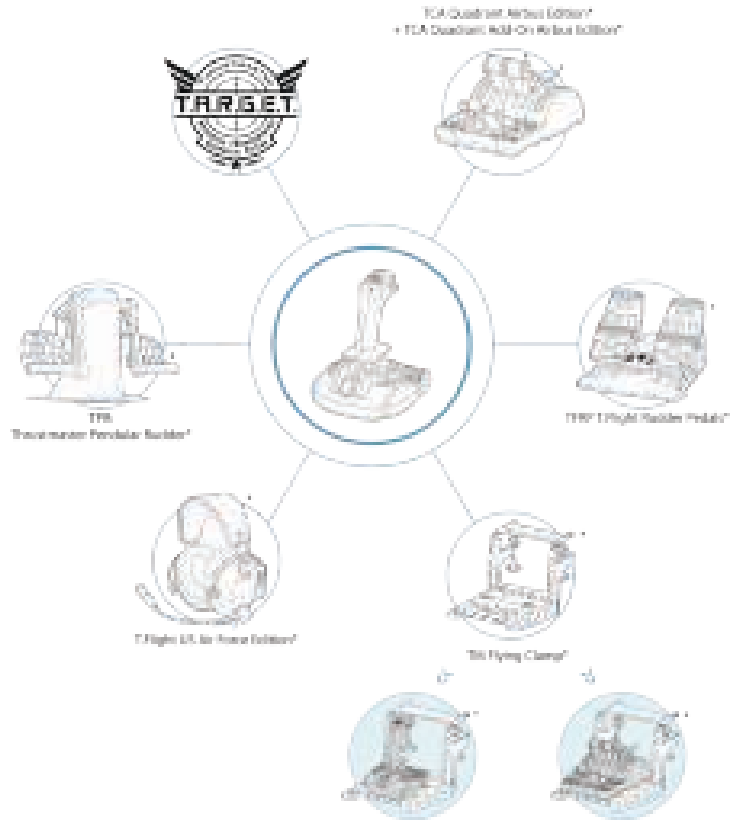 TCA Quadrant Airbus Edition*
+ TCA Quadrant Add-On Airbus Edition*
T.A.R.G.E.T.
TPR
Thrustmaster Pendular Rudder*
TFRP T.Flight Rudder Pedals*
T.Flight U.S. Air Force Edition*
TM Flying Clamp*